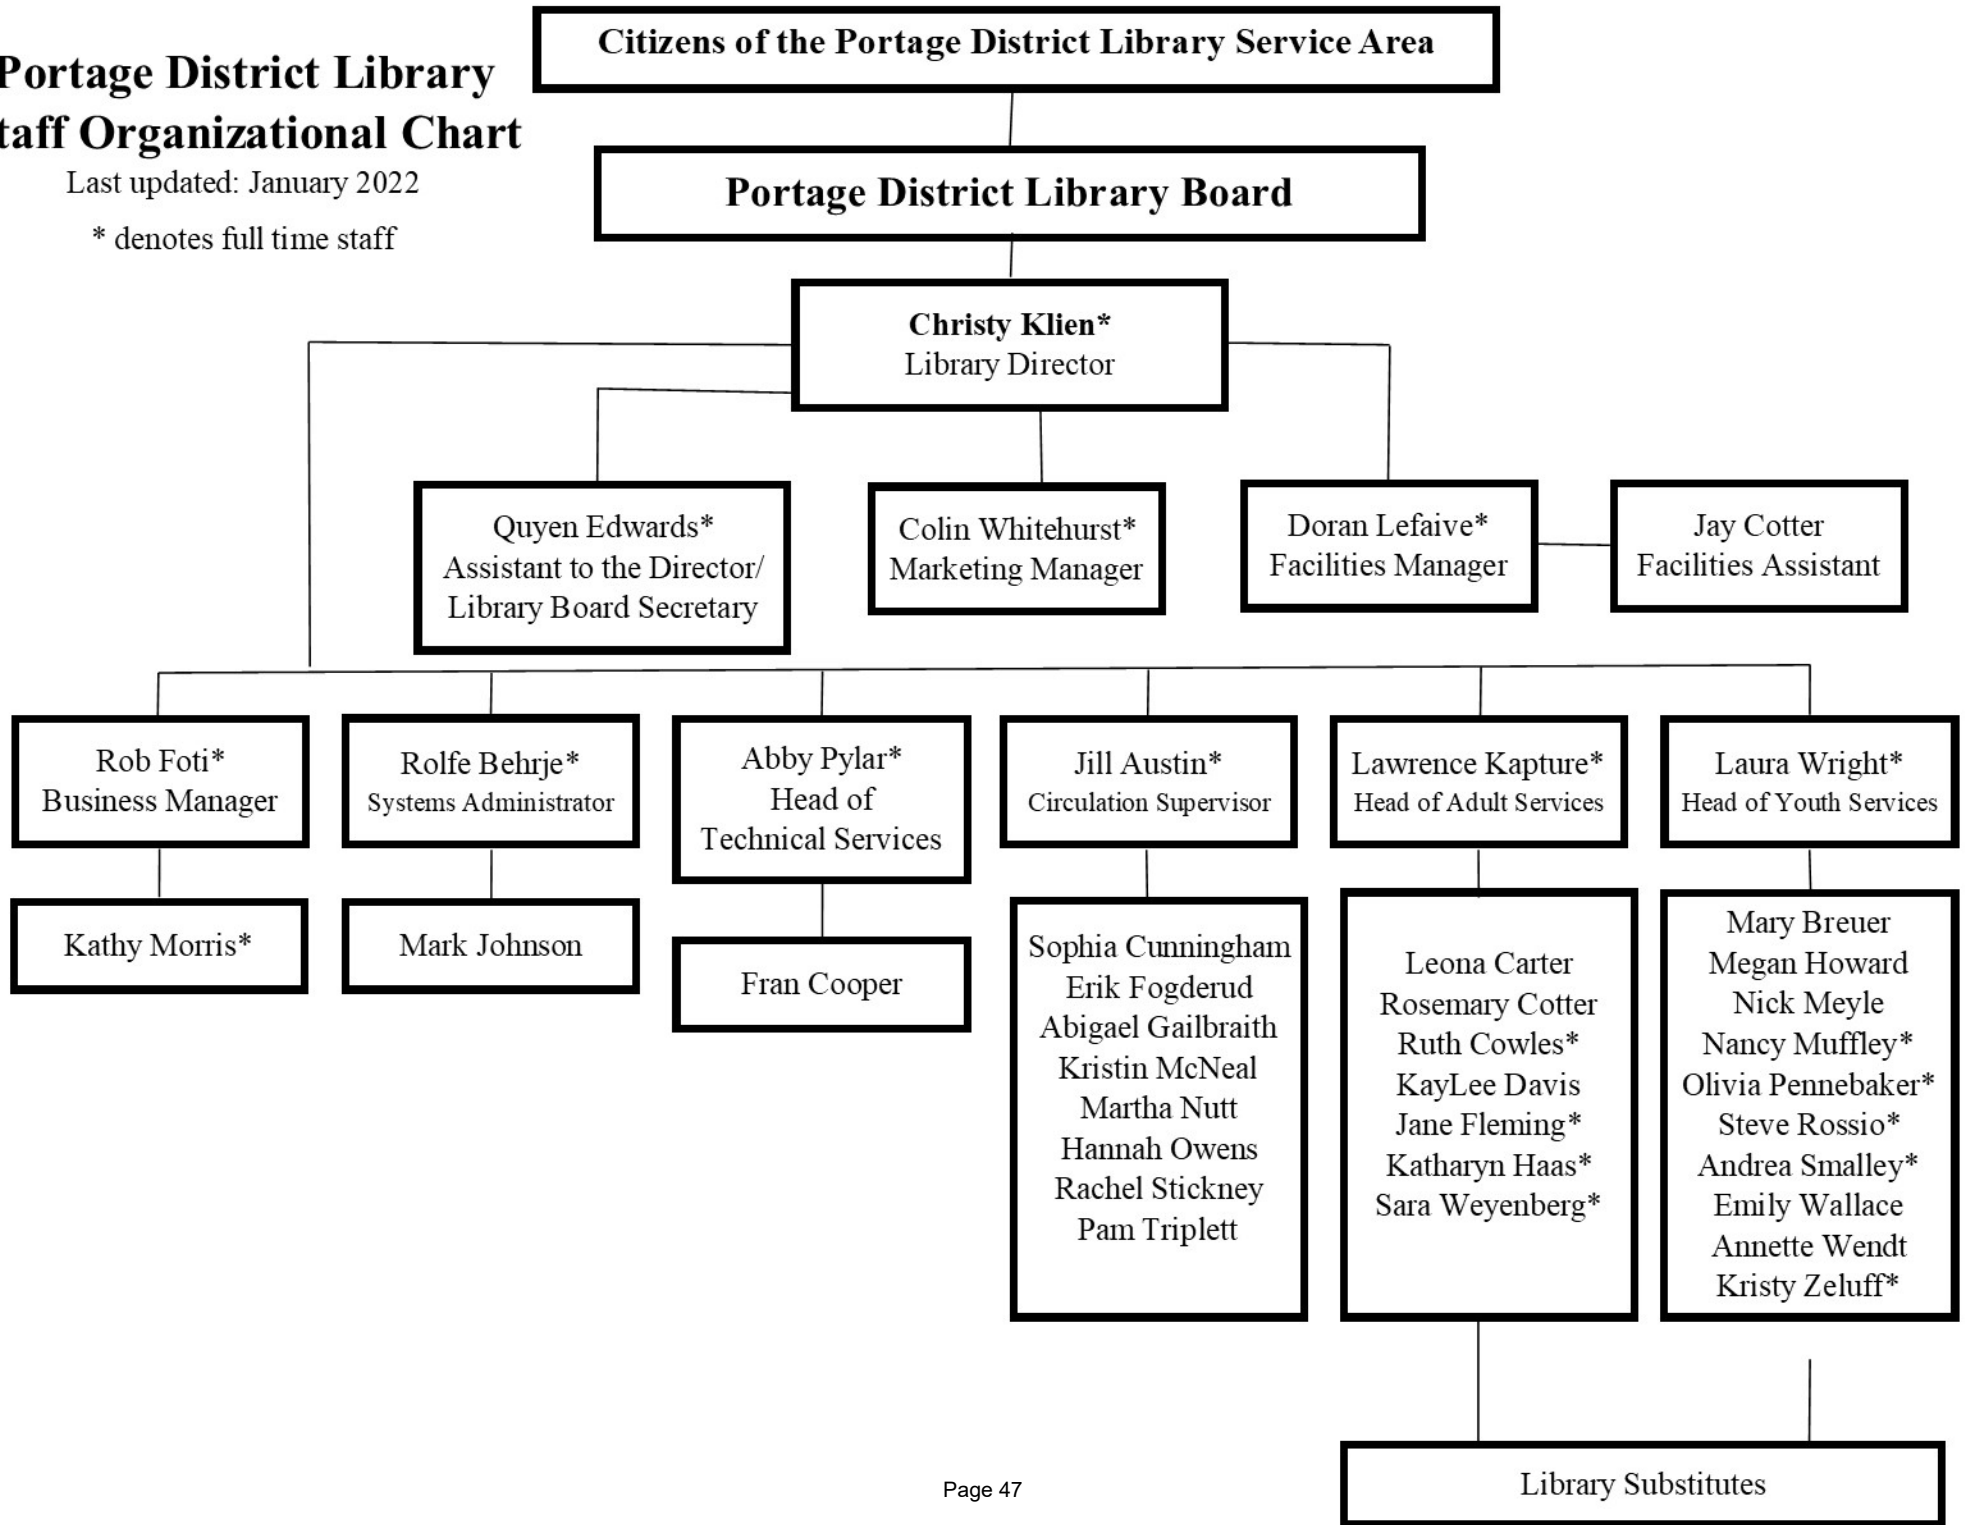 Citizens of the Portage District Library Service Area
Portage District Library
taff Organizational Chart
Last updated: January 2022
* denotes full time staff
Portage District Library Board
Christy Klien*
Library Director
Quyen Edwards*
Assistant to the Director/
Library Board Secretary
Colin Whitehurst*
Marketing Manager
Doran Lefaive*
Facilities Manager
Jay Cotter
Facilities Assistant
Rob Foti*
Business Manager
Rolfe Behrje*
Systems Administrator
Abby Pylar*
Head of
Technical Services
Jill Austin*
Circulation Supervisor
Lawrence Kapture*
Head of Adult Services
Laura Wright*
Head of Youth Services
Kathy Morris*
Mark Johnson
Fran Cooper
Sophia Cunningham
Erik Fogderud
Abigael Gailbraith
Kristin McNeal
Martha Nutt
Hannah Owens
Rachel Stickney
Pam Triplett
Leona Carter
Rosemary Cotter
Ruth Cowles*
KayLee Davis
Jane Fleming*
Katharyn Haas*
Sara Weyenberg*
Mary Breuer
Megan Howard
Nick Meyle
Nancy Muffley*
Olivia Pennebaker*
Steve Rossio*
Andrea Smalley*
Emily Wallace
Annette Wendt
Kristy Zeluff*
Library Substitutes
Page 47